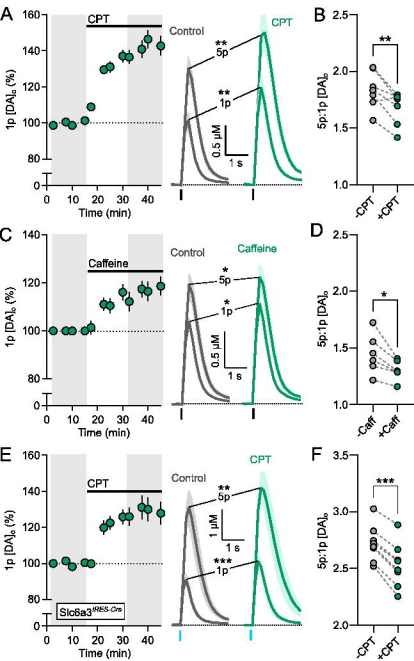 A
CPT
1p [DA]ₒ (%)
160
140
120
100
80
0
0 10 20 30 40
Time (min)
Control
CPT
**
5p
**
1p
0.5 μM
1 s
B
**
5p:1p [DA]ₒ
2.5
2.0
1.5
1.0
-CPT
+CPT
C
Caffeine
1p [DA]ₒ (%)
140
120
100
80
0
0 10 20 30 40
Time (min)
Control
Caffeine
*
5p
*
1p
0.5 μM
1 s
D
*
5p:1p [DA]ₒ
2.0
1.5
1.0
-Caff
+Caff
E
CPT
1p [DA]ₒ (%)
160
140
120
100
80
0
0 10 20 30 40
Time (min)
Slc6a3ᴵᴿᴱˢ⁻ᶜʳᵉ
Control
CPT
**
5p
***
1p
1 μM
1 s
F
***
5p:1p [DA]ₒ
3.5
3.0
2.5
2.0
-CPT
+CPT